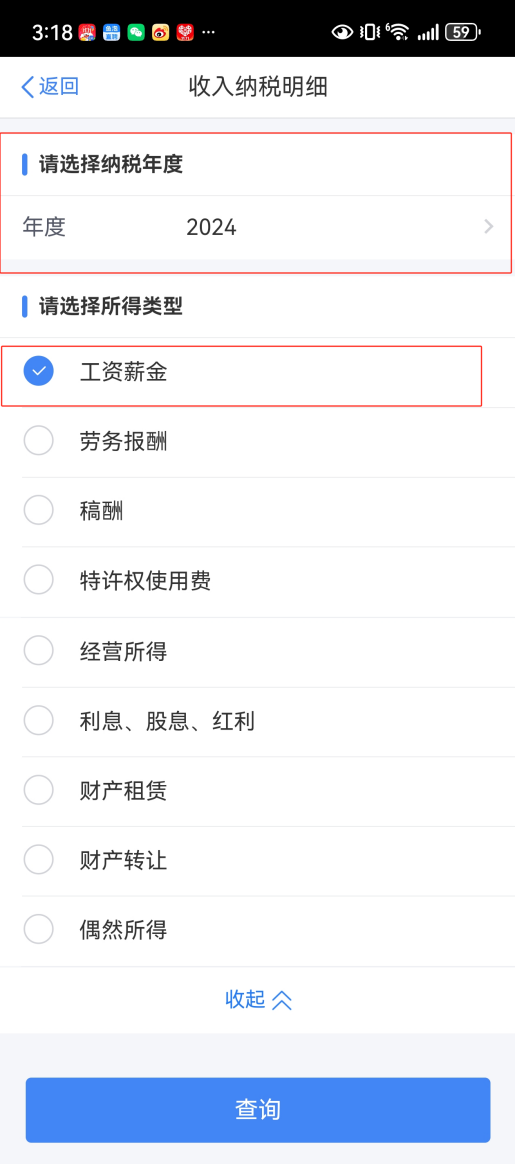 3:18 59
返回 收入纳税明细
请选择纳税年度
年度 2024
请选择所得类型
工资薪金
劳务报酬
稿酬
特许权使用费
经营所得
利息、股息、红利
财产租赁
财产转让
偶然所得
收起
查询